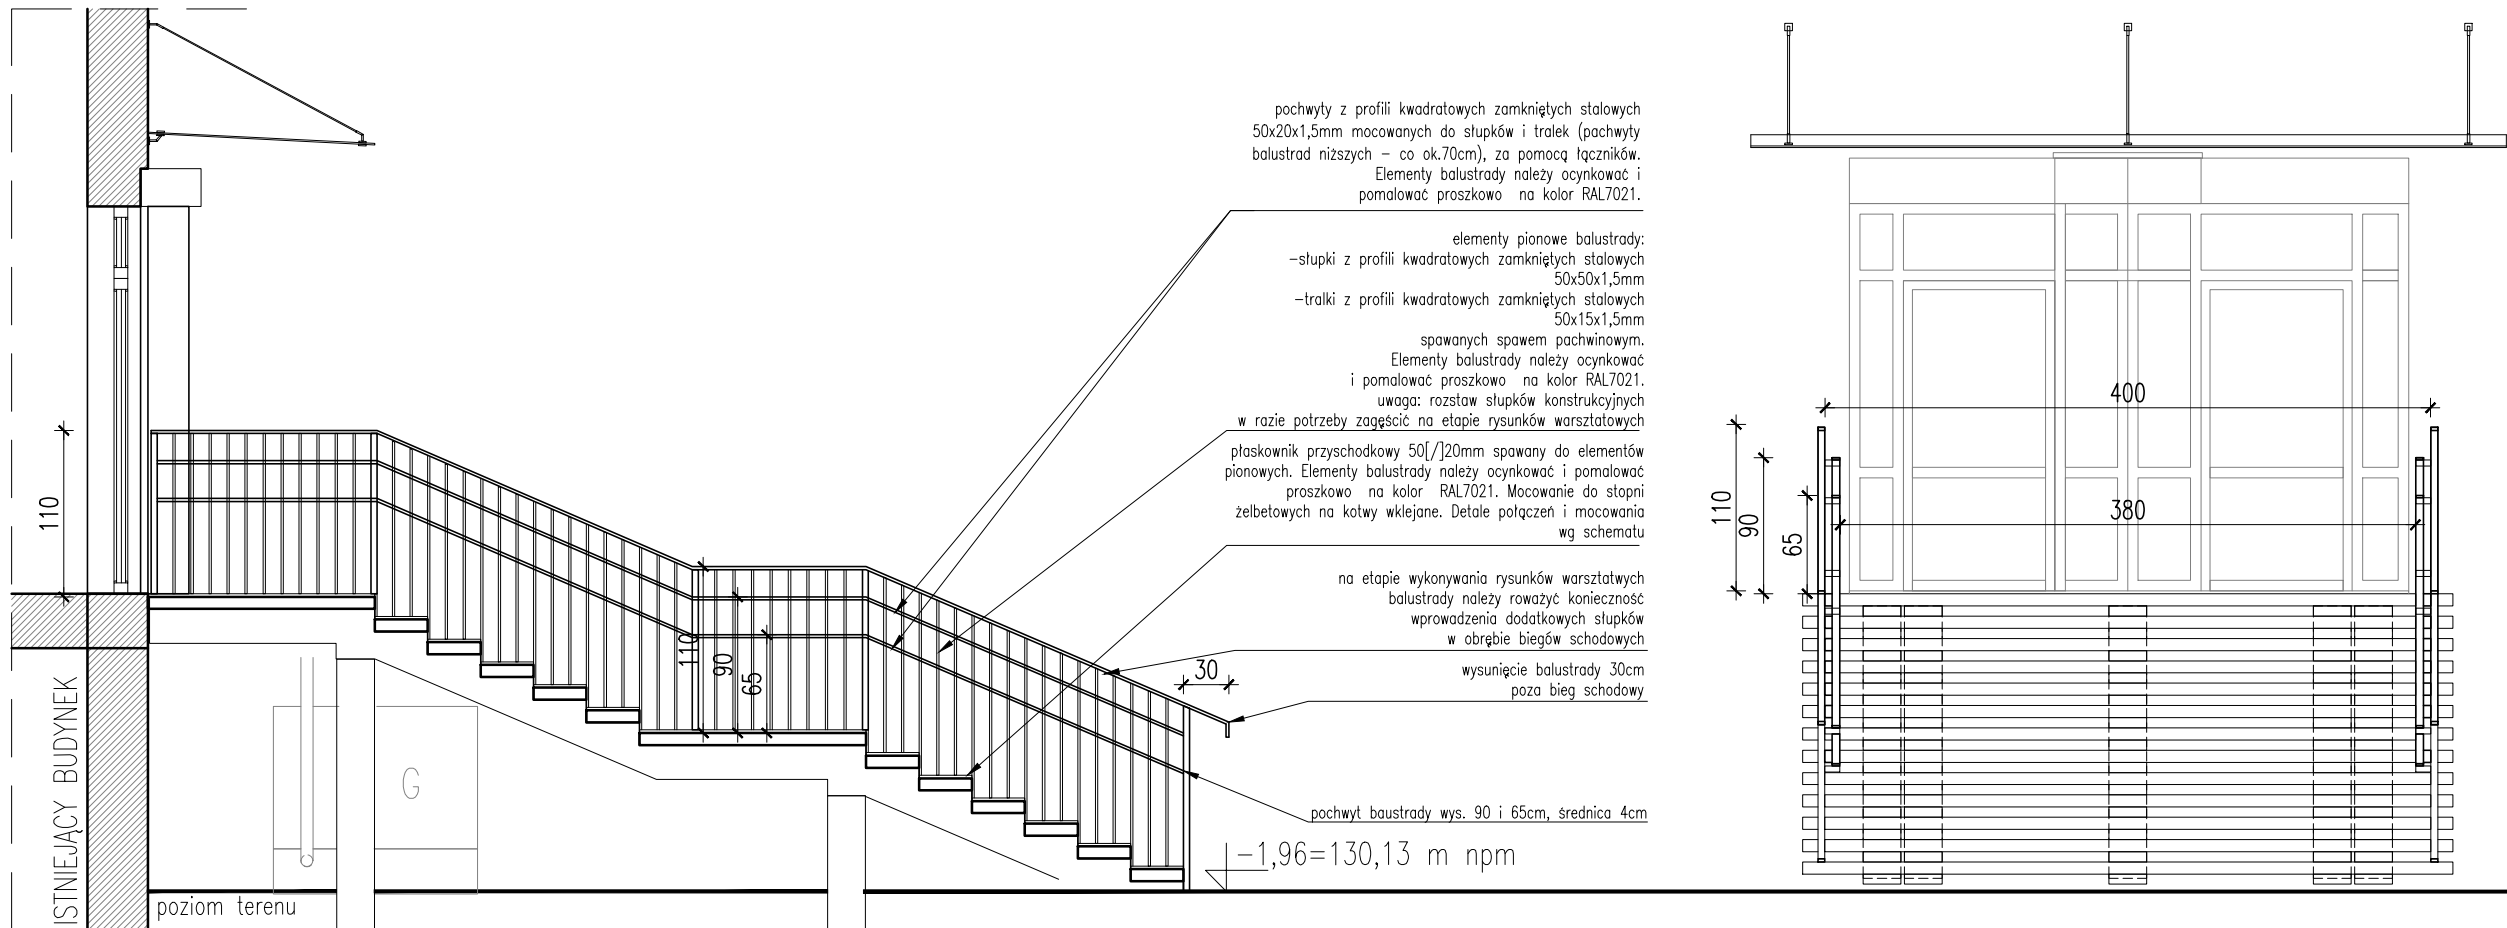 pochwyty z profili kwadratowych zamkniętych stalowych
50x20x1,5mm mocowanych do słupków i tralek (pachwyty
balustrad niższych – co ok.70cm), za pomocą łączników.
Elementy balustrady należy ocynkować i
pomalować proszkowo na kolor RAL7021.
elementy pionowe balustrady:
-słupki z profili kwadratowych zamkniętych stalowych
50x50x1,5mm
-tralki z profili kwadratowych zamkniętych stalowych
50x15x1,5mm
spawanych spawem pachwinowym.
Elementy balustrady należy ocynkować
i pomalować proszkowo na kolor RAL7021.
uwaga: rozstaw słupków konstrukcyjnych
w razie potrzeby zagęścić na etapie rysunków warsztatowych
płaskownik przyschodkowy 50[/]20mm spawany do elementów
pionowych. Elementy balustrady należy ocynkować i pomalować
proszkowo na kolor RAL7021. Mocowanie do stopni
żelbetowych na kotwy wklejane. Detale połączeń i mocowania
wg schematu
na etapie wykonywania rysunków warsztatwych
balustrady należy roważyć konieczność
wprowadzenia dodatkowych słupków
w obrębie biegów schodowych
wysunięcie balustrady 30cm
poza bieg schodowy
pochwyt baustrady wys. 90 i 65cm, średnica 4cm
-1,96=130,13 m npm
30
110
110
90
65
G
ISTNIEJĄCY BUDYNEK
poziom terenu
400
380
110
90
65